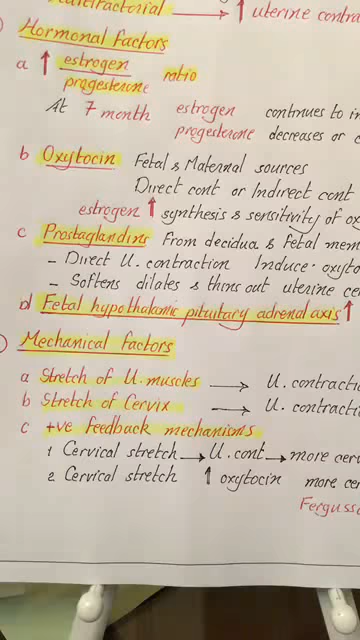 Multifactorial → ↑ uterine contra
Hormonal factors
a ↑ estrogen / progesterone ratio
At 7 month estrogen continues to in
progesterone decreases or c
b Oxytocin Fetal & Maternal sources
Direct cont or Indirect cont
estrogen ↑ synthesis & sensitivity of ox
c Prostaglandins From decidua & fetal mem
- Direct U. contraction Induce oxyto
- Softens dilates & thins out uterine ce
d Fetal hypothalamic pituitary adrenal axis ↑
Mechanical factors
a Stretch of U. muscles → U. contractio
b Stretch of Cervix → U. contracti
c +ve feedback mechanisms
1 Cervical stretch → U. cont → more cerv
2 Cervical stretch ↑ oxytocin more cer
Fergusso